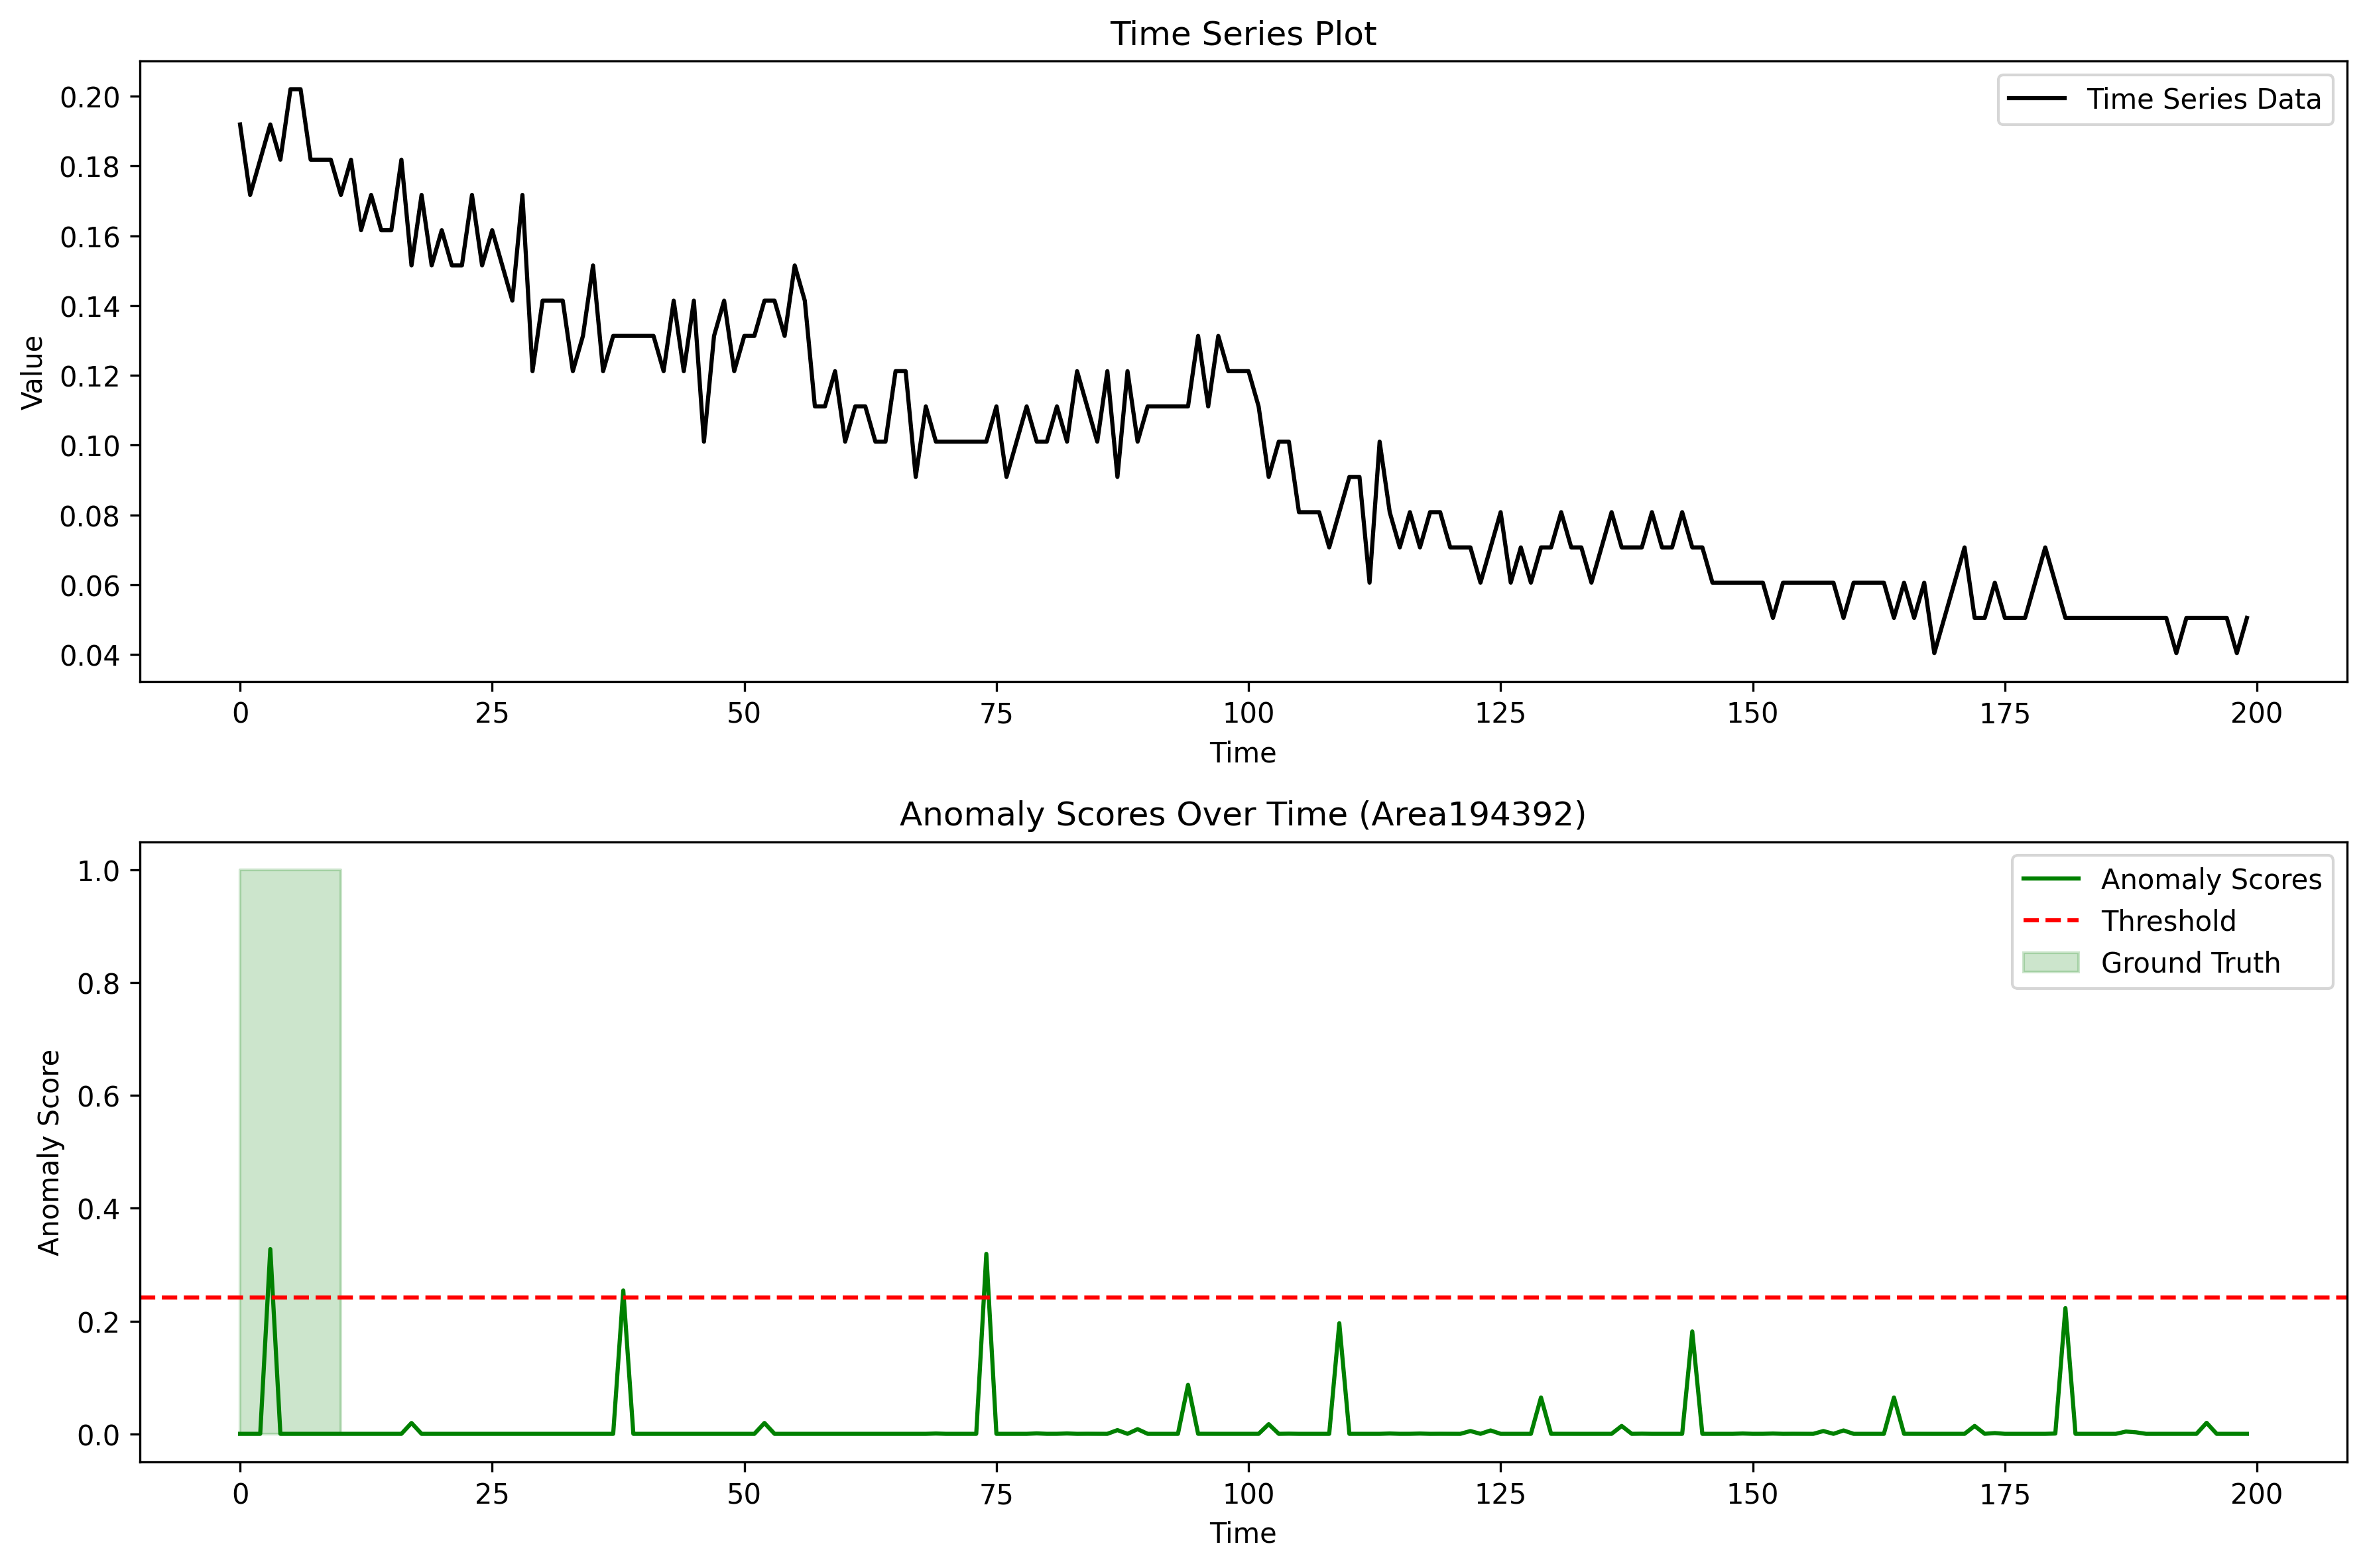 Time Series Plot
Time Series Data
0.20
0.18
0.16
0.14
0.12
0.10
0.08
0.06
0.04
Value
0 25 50 75 100 125 150 175 200
Time
Anomaly Scores Over Time (Area194392)
Anomaly Scores
Threshold
Ground Truth
1.0
0.8
0.6
0.4
0.2
0.0
Anomaly Score
0 25 50 75 100 125 150 175 200
Time